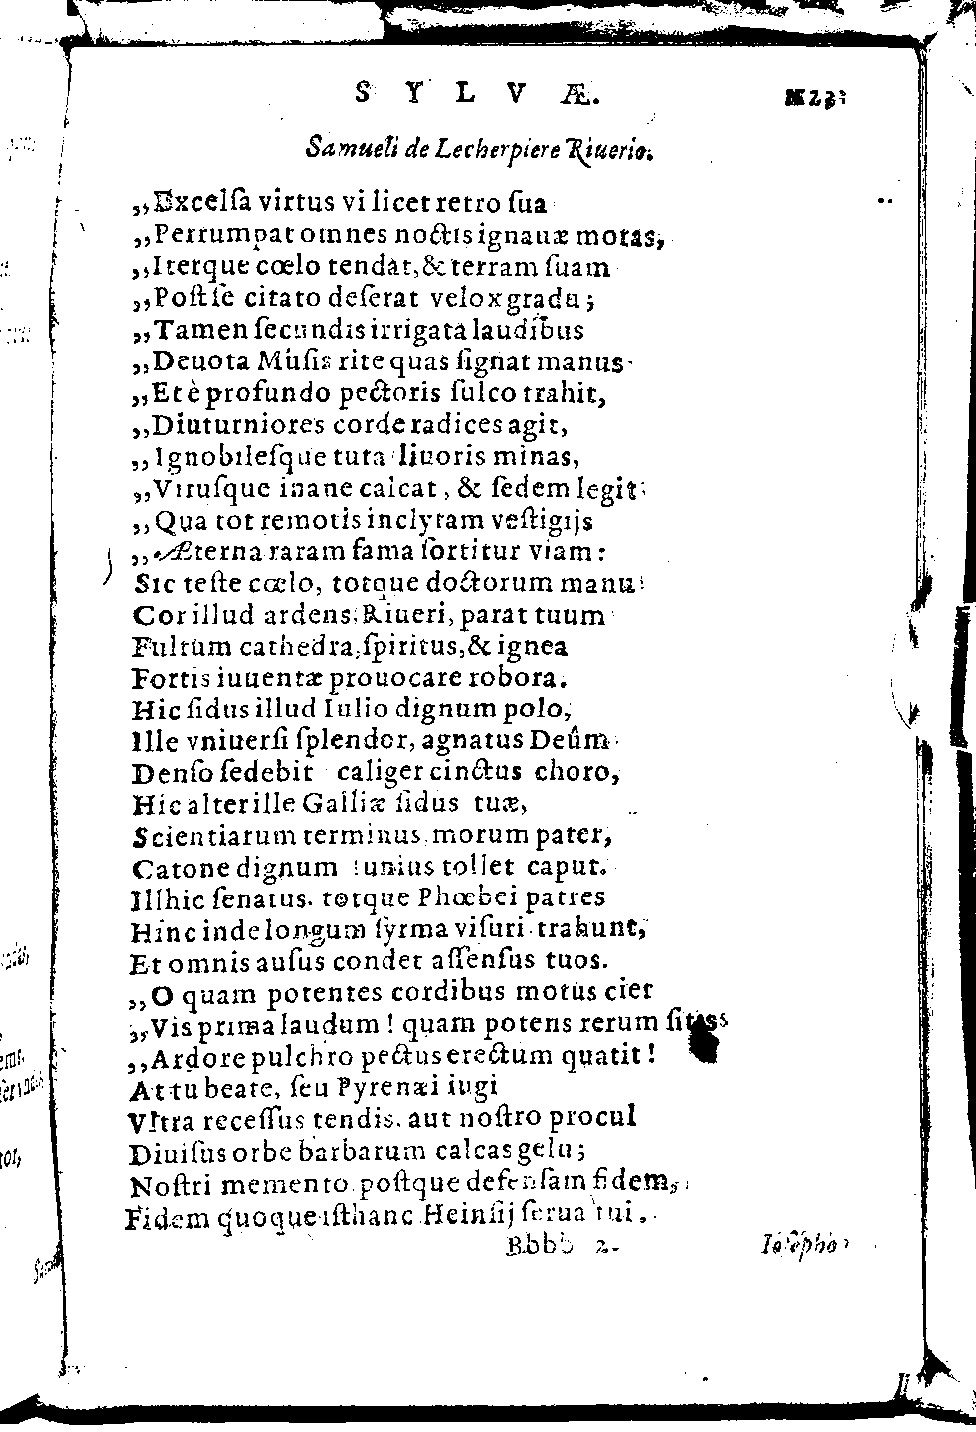 SYLVÆ.
Samueli de Lecherpiere Riuerio.
„Excelſa virtus vi licet retro ſua
„Perrumpat omnes noctis ignauæ moras,
„Iterque cœlo tendat, & terram ſuam
„Poſt ſe citato deſerat velox gradu;
„Tamen ſecundis irrigata laudibus
„Deuota Muſis rite quas ſignat manus
„Et è profundo pectoris ſulco trahit,
„Diuturniores corde radices agit,
„Ignobileſque tuta liuoris minas,
„Viruſque inane calcat, & ſedem legit
„Qua tot remotis inclytam veſtigijs
„Æterna raram fama ſortitur viam:
Sic teſte cœlo, totque doctorum manu
Cor illud ardens, Riueri, parat tuum
Fultum cathedra, ſpiritus, & ignea
Fortis iuuentæ prouocare robora.
Hic ſidus illud Iulio dignum polo,
Ille vniuerſi ſplendor, agnatus Deûm
Denſo ſedebit caliger cinctus choro,
Hic alter ille Galliæ ſidus tuæ,
Scientiarum terminus, morum pater,
Catone dignum Iunius tollet caput.
Illhic ſenatus, totque Phœbei patres
Hinc inde longum ſyrma viſuri trahunt,
Et omnis auſus condet aſſenſus tuos.
„O quam potentes cordibus motus ciet
„Vis prima laudum! quam potens rerum ſitis
„Ardore pulchro pectus erectum quatit!
At tu beate, ſeu Pyrenæi iugi
Vltra receſſus tendis, aut noſtro procul
Diuiſus orbe barbarum calcas gelu;
Noſtri memento, poſtque defenſam fidem,
Fidem quoque iſthanc Heinſij ſerua tui.
Bbbb 2.
Ioſepho